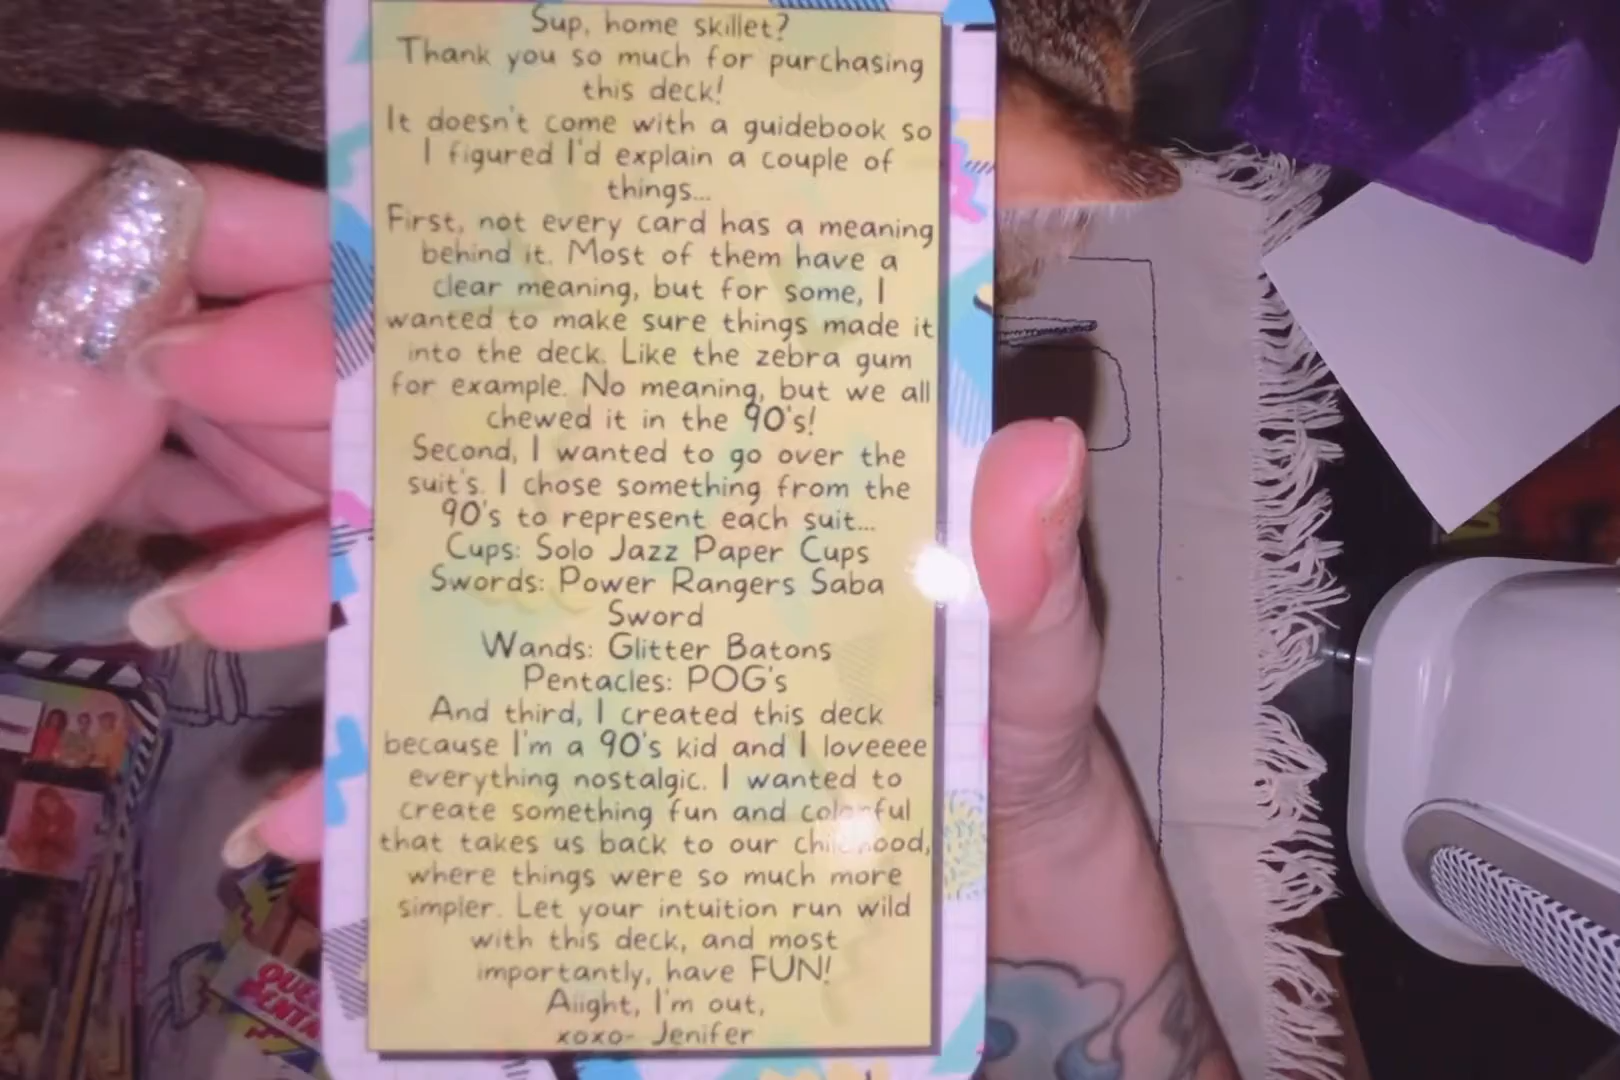 Sup, home skillet?
Thank you so much for purchasing
this deck!
It doesn't come with a guidebook so
I figured I'd explain a couple of
things...
First, not every card has a meaning
behind it. Most of them have a
clear meaning, but for some, I
wanted to make sure things made it
into the deck. Like the zebra gum
for example. No meaning, but we all
chewed it in the 90's!
Second, I wanted to go over the
suit's. I chose something from the
90's to represent each suit...
Cups: Solo Jazz Paper Cups
Swords: Power Rangers Saba
Sword
Wands: Glitter Batons
Pentacles: POG's
And third, I created this deck
because I'm a 90's kid and I loveeee
everything nostalgic. I wanted to
create something fun and colorful
that takes us back to our childhood,
where things were so much more
simpler. Let your intuition run wild
with this deck, and most
importantly, have FUN!
Aiight, I'm out,
xoxo- Jenifer